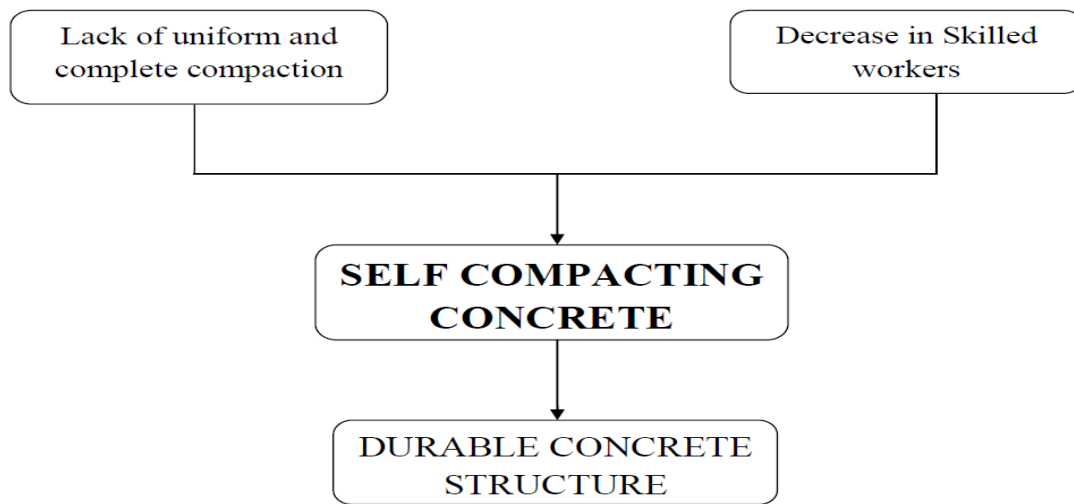 Lack of uniform and
complete compaction
Decrease in Skilled
workers
SELF COMPACTING
CONCRETE
DURABLE CONCRETE
STRUCTURE